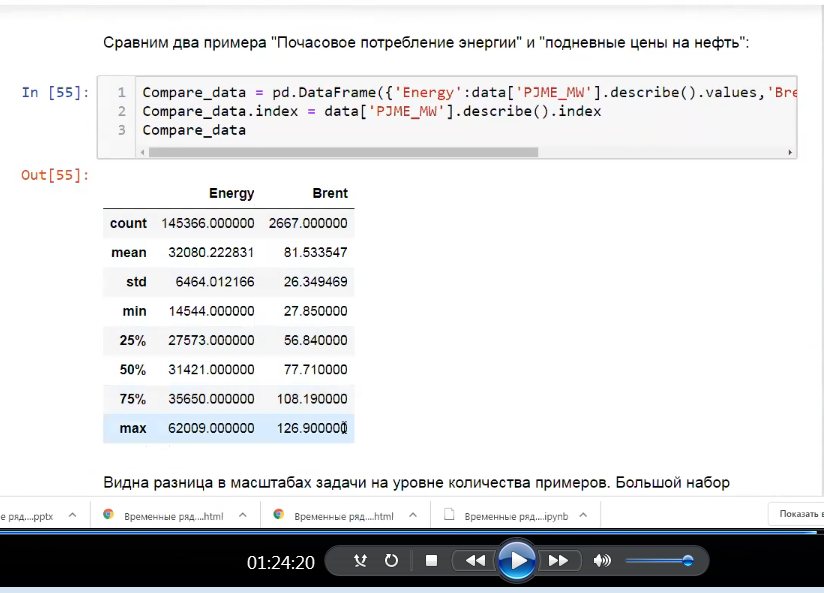 Сравним два примера "Почасовое потребление энергии" и "подневные цены на нефть":
In [55]:
1 Compare_data = pd.DataFrame({'Energy':data['PJME_MW'].describe().values,'Bre
2 Compare_data.index = data['PJME_MW'].describe().index
3 Compare_data
Out[55]:
Energy Brent
count 145366.000000 2667.000000
mean 32080.222831 81.533547
std 6464.012166 26.349469
min 14544.000000 27.850000
25% 27573.000000 56.840000
50% 31421.000000 77.710000
75% 35650.000000 108.190000
max 62009.000000 126.900000
Видна разница в масштабах задачи на уровне количества примеров. Большой набор
е ряд....pptx Временные ряд....html Временные ряд....html Временные ряд....ipynb Показать в
01:24:20